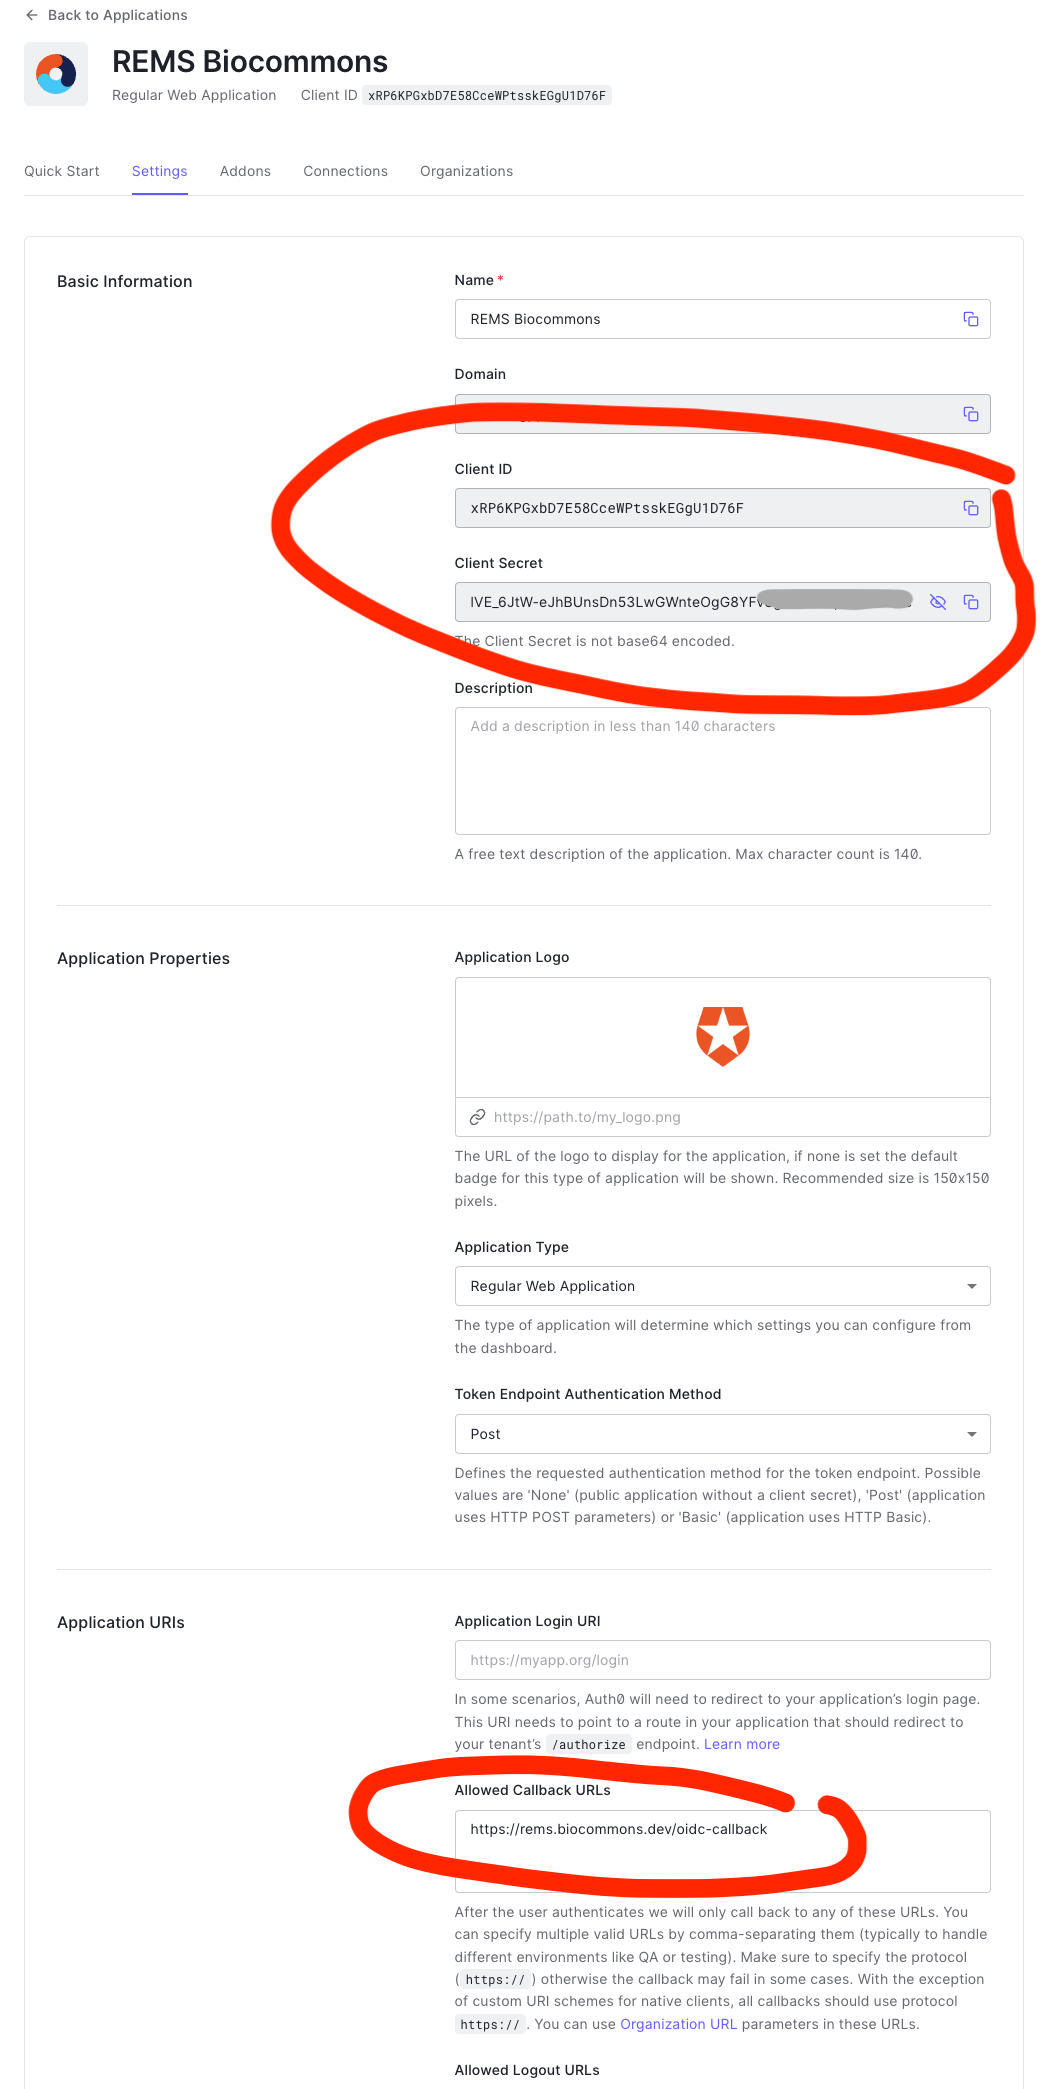 Back to Applications
REMS Biocommons
Regular Web Application Client ID xRP6KPGxbD7E58CceWPtsskEGgU1D76F
Quick Start Settings Addons Connections Organizations
Basic Information
Name *
REMS Biocommons
Domain
Client ID
xRP6KPGxbD7E58CceWPtsskEGgU1D76F
Client Secret
The Client Secret is not base64 encoded.
Description
Add a description in less than 140 characters
A free text description of the application. Max character count is 140.
Application Properties
Application Logo
https://path.to/my_logo.png
The URL of the logo to display for the application, if none is set the default
badge for this type of application will be shown. Recommended size is 150x150
pixels.
Application Type
Regular Web Application
The type of application will determine which settings you can configure from
the dashboard.
Token Endpoint Authentication Method
Post
Defines the requested authentication method for the token endpoint. Possible
values are 'None' (public application without a client secret), 'Post' (application
uses HTTP POST parameters) or 'Basic' (application uses HTTP Basic).
Application URIs
Application Login URI
https://myapp.org/login
In some scenarios, Auth0 will need to redirect to your application's login page.
This URI needs to point to a route in your application that should redirect to
your tenant's /authorize endpoint. Learn more
Allowed Callback URLs
https://rems.biocommons.dev/oidc-callback
After the user authenticates we will only call back to any of these URLs. You
can specify multiple valid URLs by comma-separating them (typically to handle
different environments like QA or testing). Make sure to specify the protocol
( https:// ) otherwise the callback may fail in some cases. With the exception
of custom URI schemes for native clients, all callbacks should use protocol
https:// . You can use Organization URL parameters in these URLs.
Allowed Logout URLs